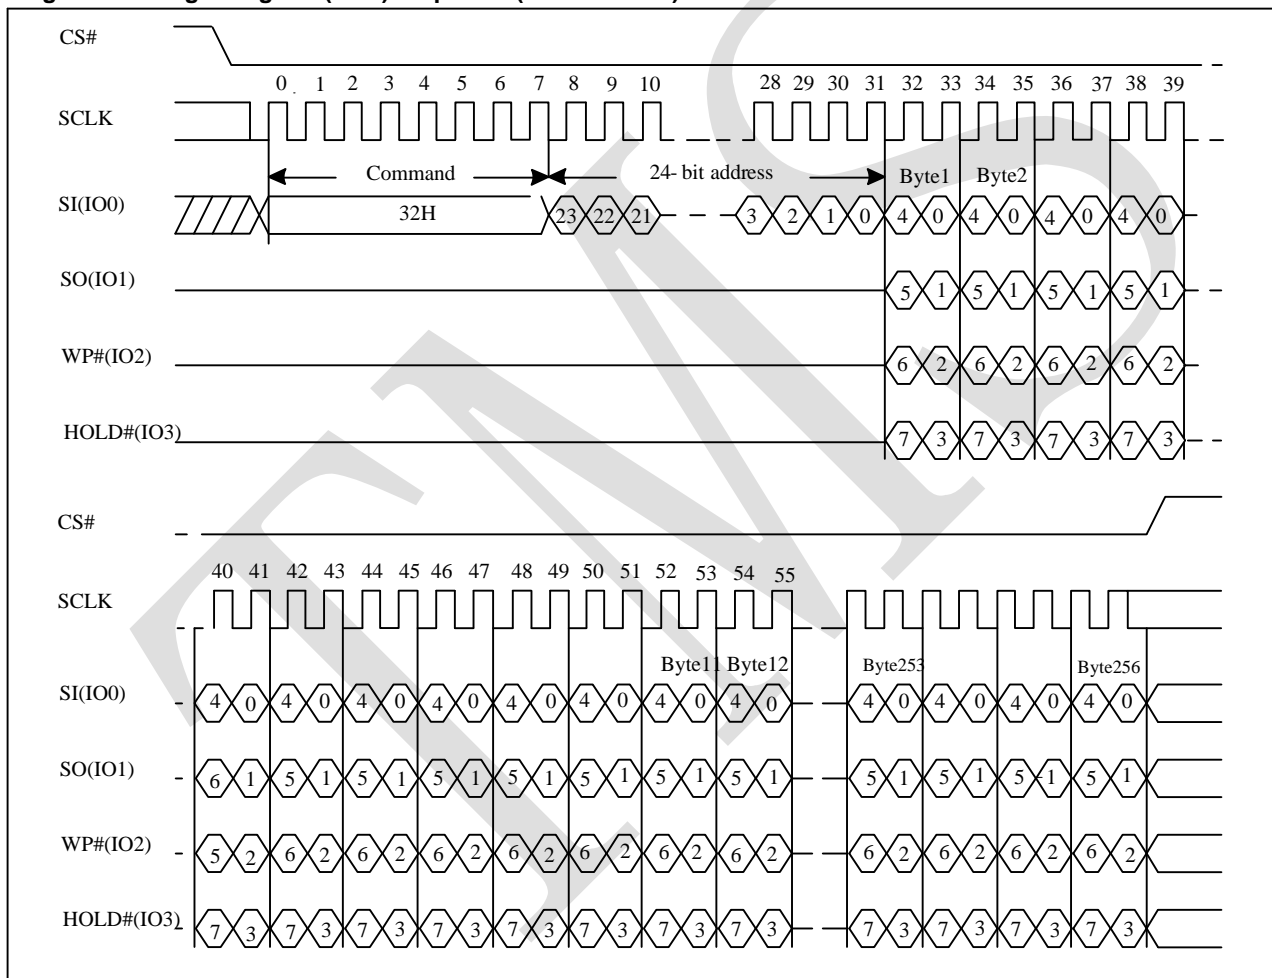 CS#
0 1 2 3 4 5 6 7 8 9 10 28 29 30 31 32 33 34 35 36 37 38 39
SCLK
Command 24- bit address Byte1 Byte2
SI(IO0) 32H 23 22 21 3 2 1 0 4 0 4 0 4 0 4 0
SO(IO1) 5 1 5 1 5 1 5 1
WP#(IO2) 6 2 6 2 6 2 6 2
HOLD#(IO3) 7 3 7 3 7 3 7 3
CS#
40 41 42 43 44 45 46 47 48 49 50 51 52 53 54 55
SCLK
Byte11 Byte12 Byte253 Byte256
SI(IO0) 4 0 4 0 4 0 4 0 4 0 4 0 4 0 4 0 4 0 4 0 4 0 4 0
SO(IO1) 6 1 5 1 5 1 5 1 5 1 5 1 5 1 5 1 5 1 5 1 5 1 5 1
WP#(IO2) 5 2 6 2 6 2 6 2 6 2 6 2 6 2 6 2 6 2 6 2 6 2 6 2
HOLD#(IO3) 7 3 7 3 7 3 7 3 7 3 7 3 7 3 7 3 7 3 7 3 7 3 7 3
TMS